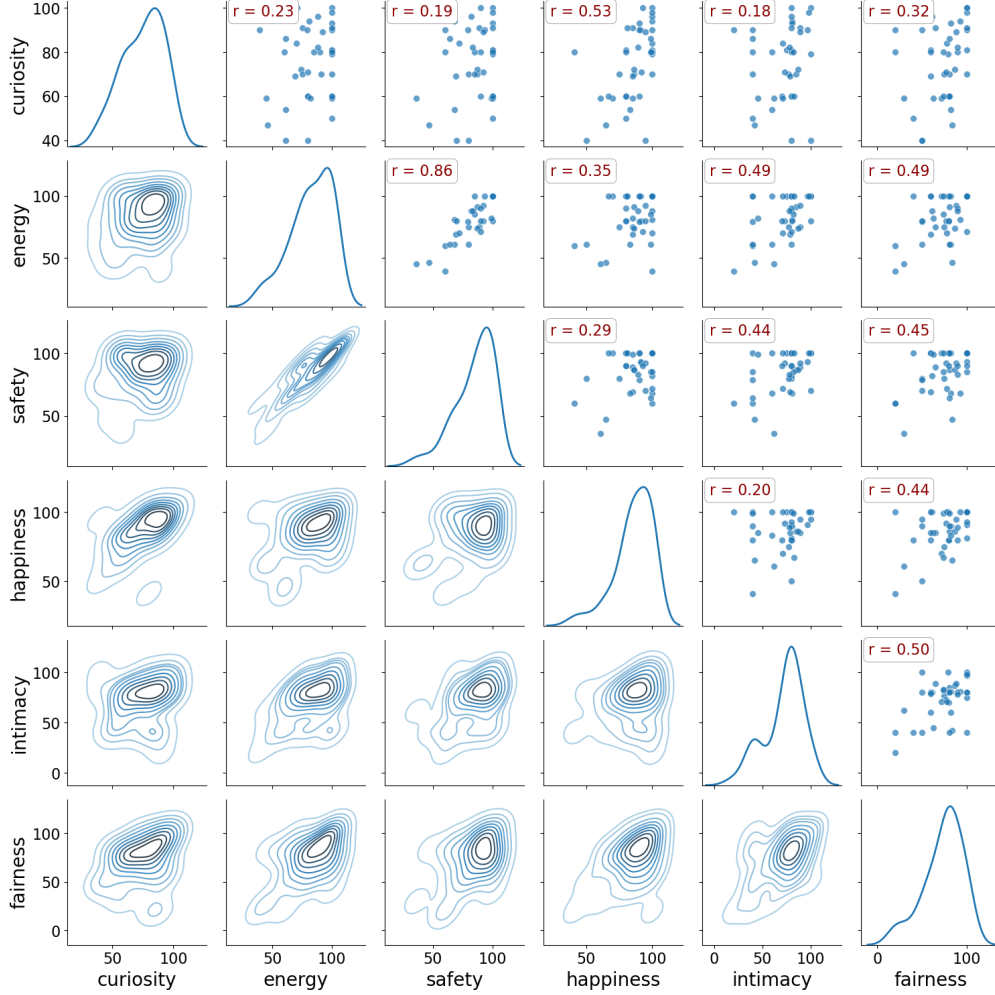 100
80
60
40
curiosity
r = 0.23
r = 0.19
r = 0.53
r = 0.18
r = 0.32
100
50
energy
r = 0.86
r = 0.35
r = 0.49
r = 0.49
100
50
safety
r = 0.29
r = 0.44
r = 0.45
100
50
happiness
r = 0.20
r = 0.44
100
50
0
intimacy
r = 0.50
100
50
0
fairness
50 100
curiosity
50 100
energy
50 100
safety
50 100
happiness
0 50 100
intimacy
0 100
fairness